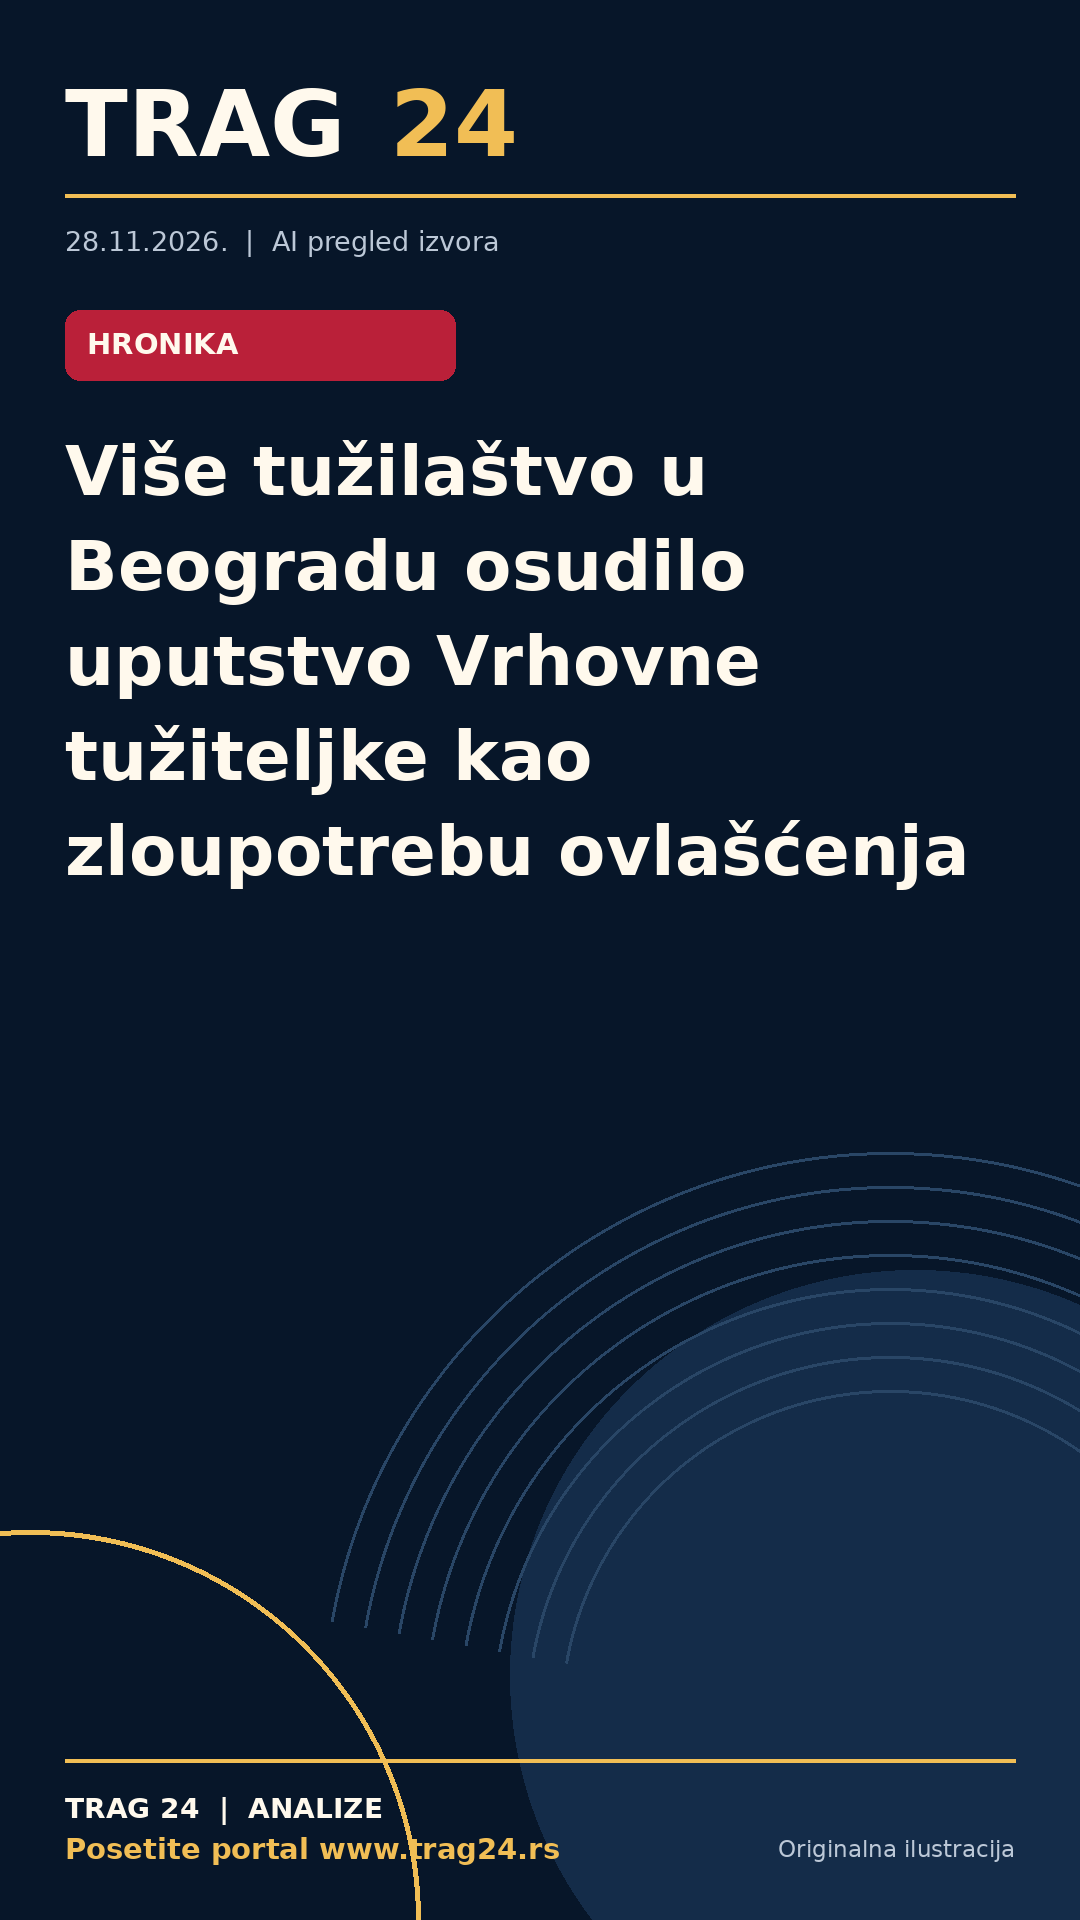 TRAG 24
28.11.2026. | AI pregled izvora
HRONIKA
Više tužilaštvo u
Beogradu osudilo
uputstvo Vrhovne
tužiteljke kao
zloupotrebu ovlašćenja
TRAG 24 | ANALIZE
Posetite portal www.trag24.rs
Originalna ilustracija